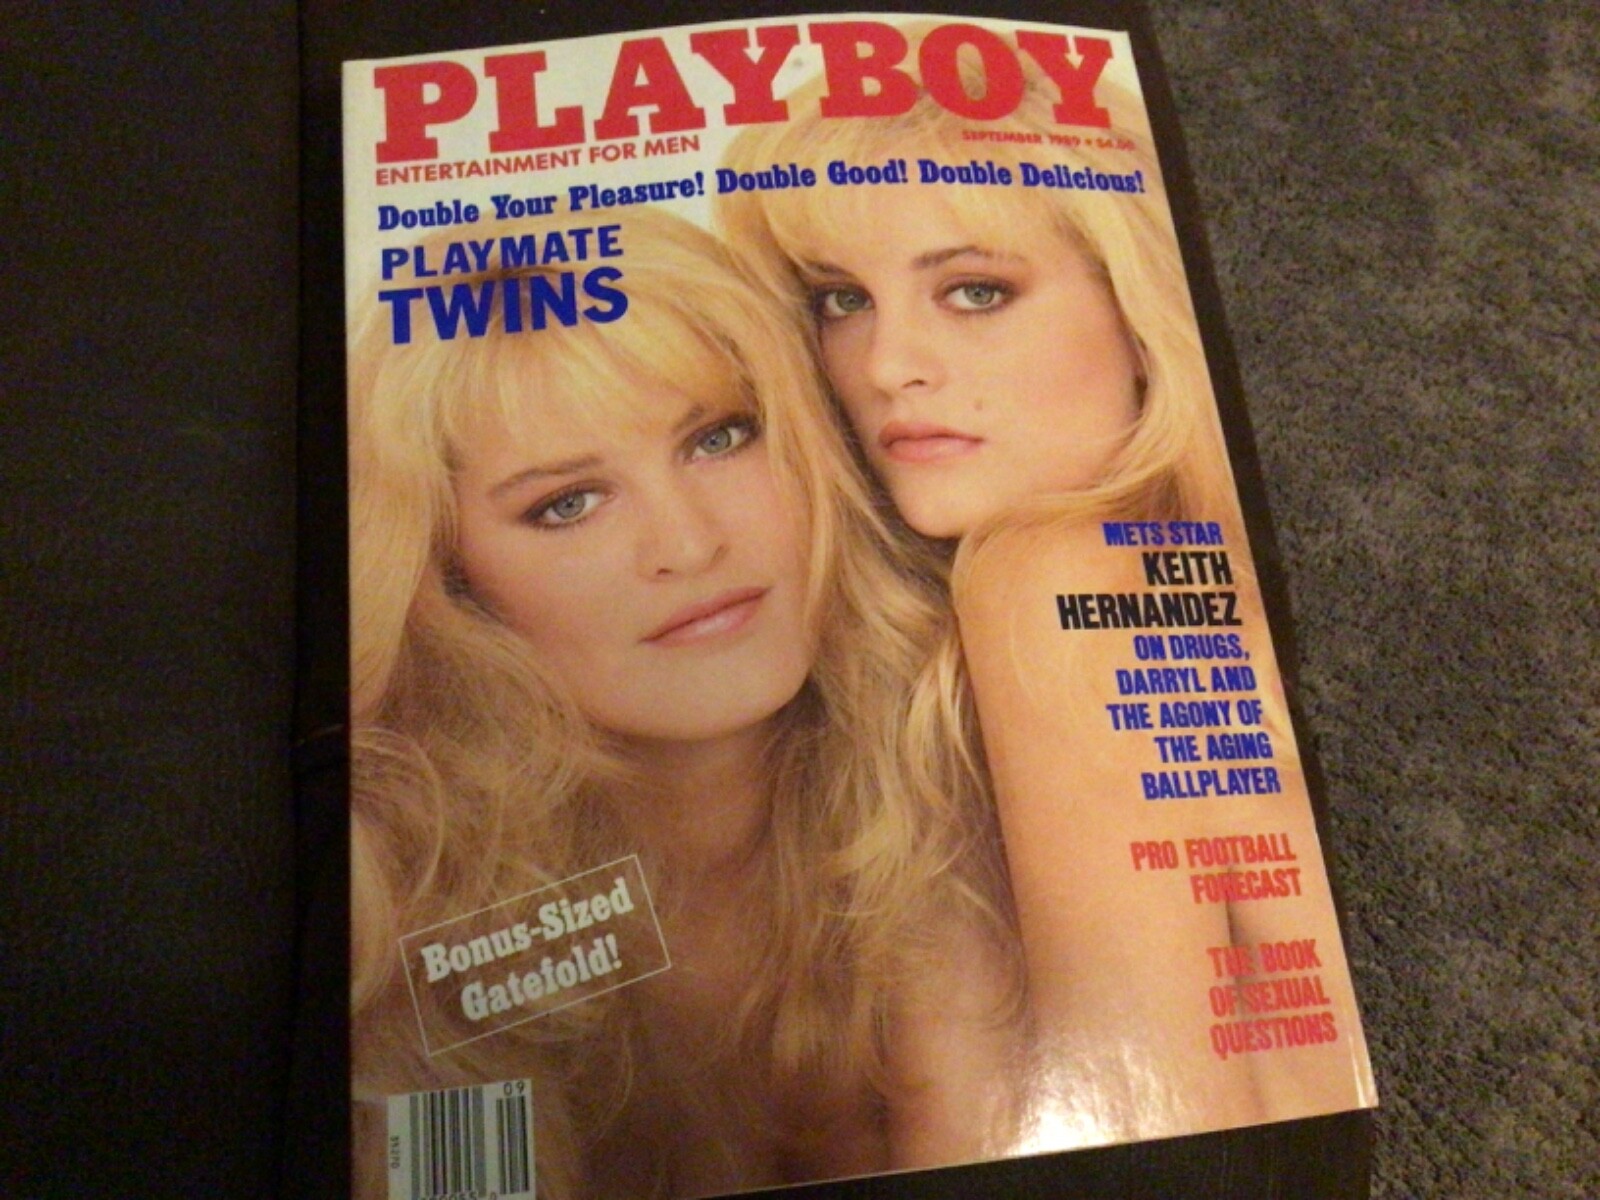 PLAYBOY
ENTERTAINMENT FOR MEN
SEPTEMBER 1989 • $4.00
Double Your Pleasure! Double Good! Double Delicious!
PLAYMATE
TWINS
METS STAR
KEITH
HERNANDEZ
ON DRUGS,
DARRYL AND
THE AGONY OF
THE AGING
BALLPLAYER
PRO FOOTBALL
FORECAST
THE BOOK
OF SEXUAL
QUESTIONS
Bonus-Sized
Gatefold!
09